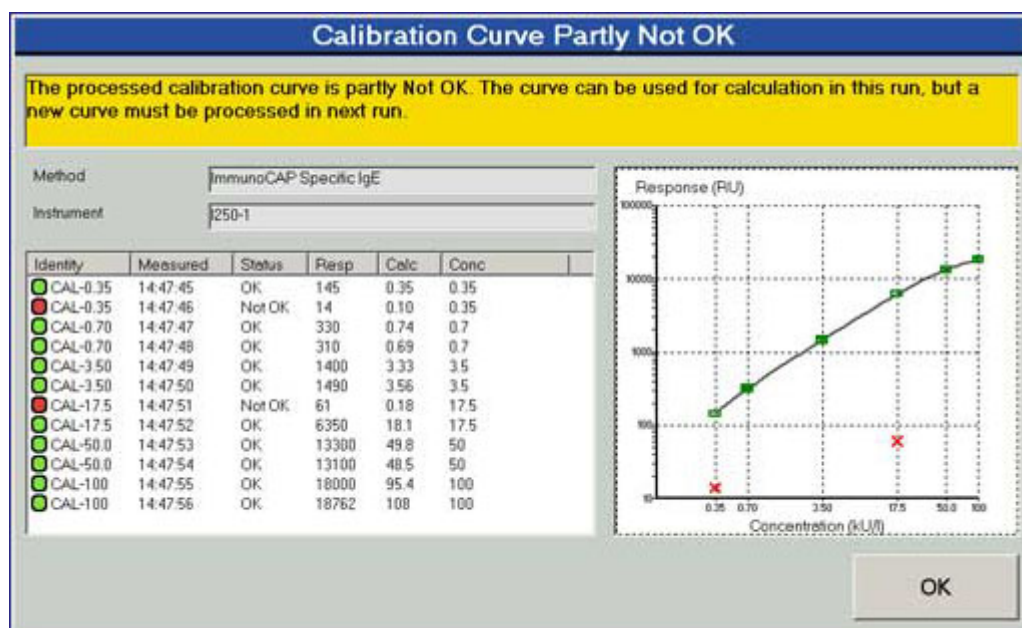 Calibration Curve Partly Not OK
The processed calibration curve is partly Not OK. The curve can be used for calculation in this run, but a
new curve must be processed in next run.
Method ImmunoCAP Specific IgE
Instrument I250-1
Identity Measured Status Resp Calc Conc
CAL-0.35 14:47:45 OK 145 0.35 0.35
CAL-0.35 14:47:46 Not OK 14 0.10 0.35
CAL-0.70 14:47:47 OK 330 0.74 0.7
CAL-0.70 14:47:48 OK 310 0.69 0.7
CAL-3.50 14:47:49 OK 1400 3.33 3.5
CAL-3.50 14:47:50 OK 1490 3.56 3.5
CAL-17.5 14:47:51 Not OK 61 0.18 17.5
CAL-17.5 14:47:52 OK 6350 18.1 17.5
CAL-50.0 14:47:53 OK 13300 49.8 50
CAL-50.0 14:47:54 OK 13100 48.5 50
CAL-100 14:47:55 OK 18000 95.4 100
CAL-100 14:47:56 OK 18762 108 100
Response (RU)
100000
10000
1000
100
10
0.35 0.70 3.50 17.5 50.0 100
Concentration (kU/l)
OK